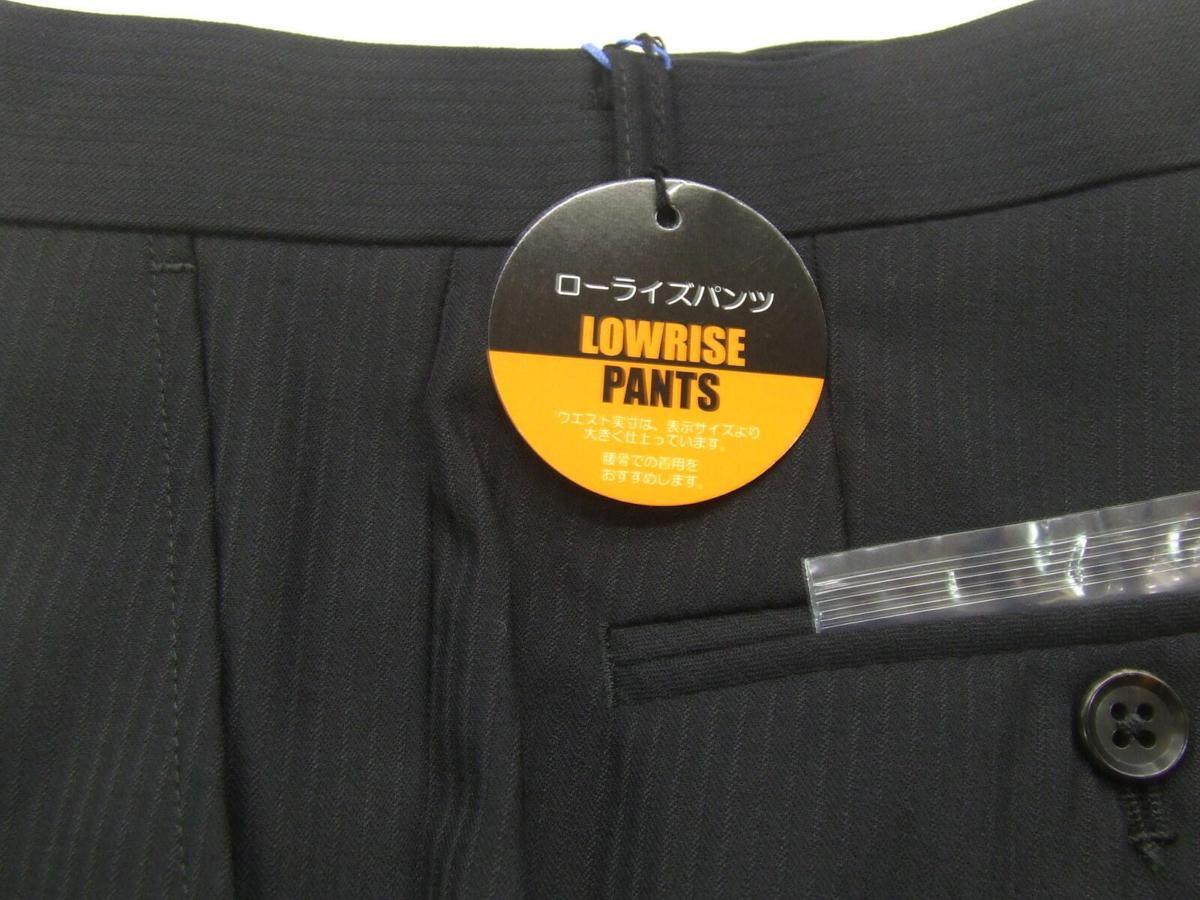 ローライズパンツ
LOWRISE
PANTS
ウエスト実寸は、表示サイズより
大きく仕上っています。
腰骨での着用を
おすすめします。